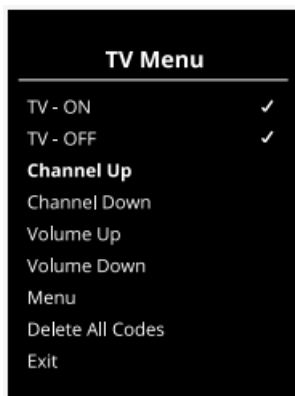 TV Menu
TV - ON ✓
TV - OFF ✓
Channel Up
Channel Down
Volume Up
Volume Down
Menu
Delete All Codes
Exit